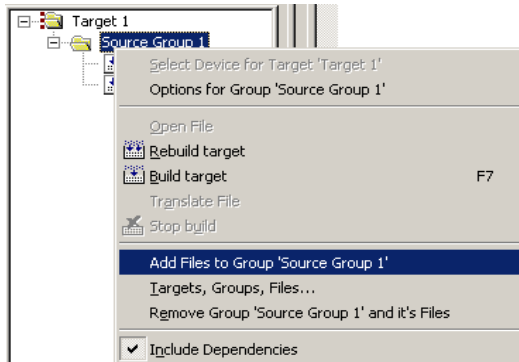 Target 1
Source Group 1
Select Device for Target 'Target 1'
Options for Group 'Source Group 1'
Open File
Rebuild target
Build target F7
Translate File
Stop build
Add Files to Group 'Source Group 1'
Targets, Groups, Files...
Remove Group 'Source Group 1' and it's Files
Include Dependencies